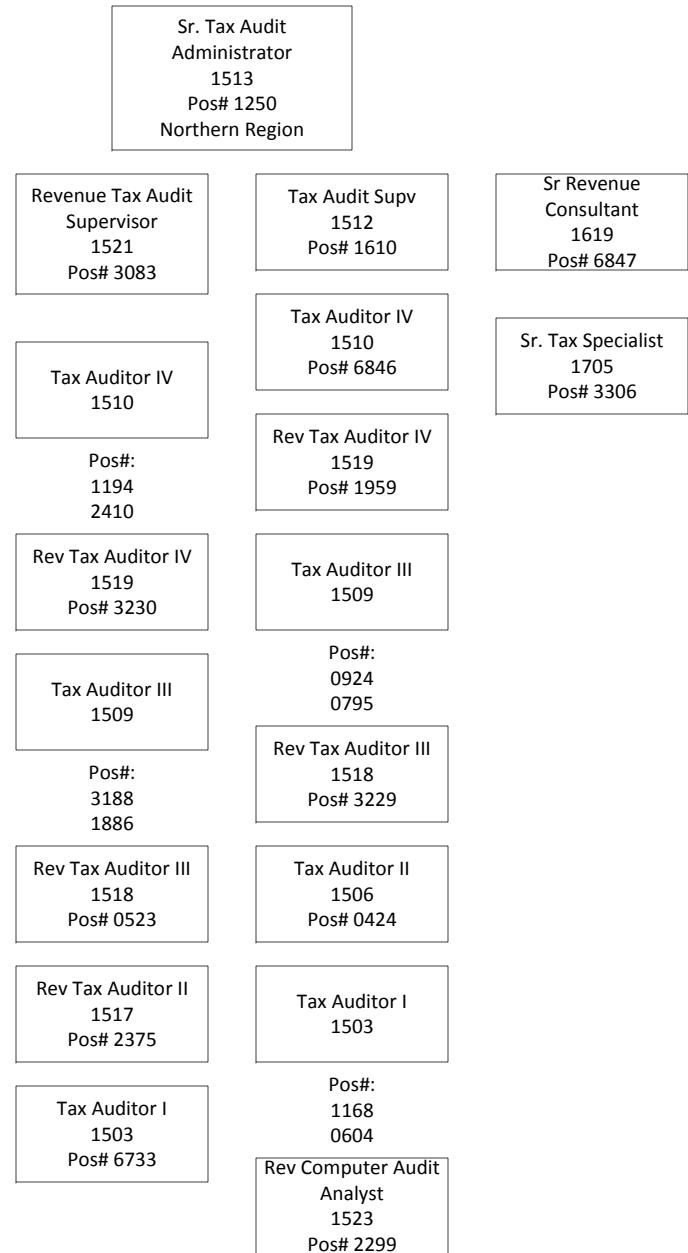 Sr. Tax Audit
Administrator
1513
Pos# 1250
Northern Region
Revenue Tax Audit
Supervisor
1521
Pos# 3083
Tax Auditor IV
1510
Pos#:
1194
2410
Rev Tax Auditor IV
1519
Pos# 3230
Tax Auditor III
1509
Pos#:
3188
1886
Rev Tax Auditor III
1518
Pos# 0523
Rev Tax Auditor II
1517
Pos# 2375
Tax Auditor I
1503
Pos# 6733
Tax Audit Supv
1512
Pos# 1610
Tax Auditor IV
1510
Pos# 6846
Rev Tax Auditor IV
1519
Pos# 1959
Tax Auditor III
1509
Pos#:
0924
0795
Rev Tax Auditor III
1518
Pos# 3229
Tax Auditor II
1506
Pos# 0424
Tax Auditor I
1503
Pos#:
1168
0604
Rev Computer Audit
Analyst
1523
Pos# 2299
Sr Revenue
Consultant
1619
Pos# 6847
Sr. Tax Specialist
1705
Pos# 3306